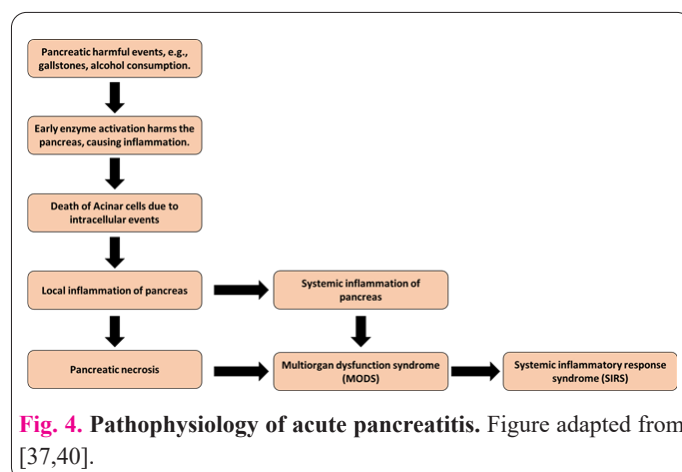 Pancreatic harmful events, e.g.,
gallstones, alcohol consumption.
Early enzyme activation harms the
pancreas, causing inflammation.
Death of Acinar cells due to
intracellular events
Local inflammation of pancreas
Systemic inflammation of
pancreas
Pancreatic necrosis
Multiorgan dysfunction syndrome
(MODS)
Systemic inflammatory response
syndrome (SIRS)
Fig. 4. Pathophysiology of acute pancreatitis. Figure adapted from
[37,40].